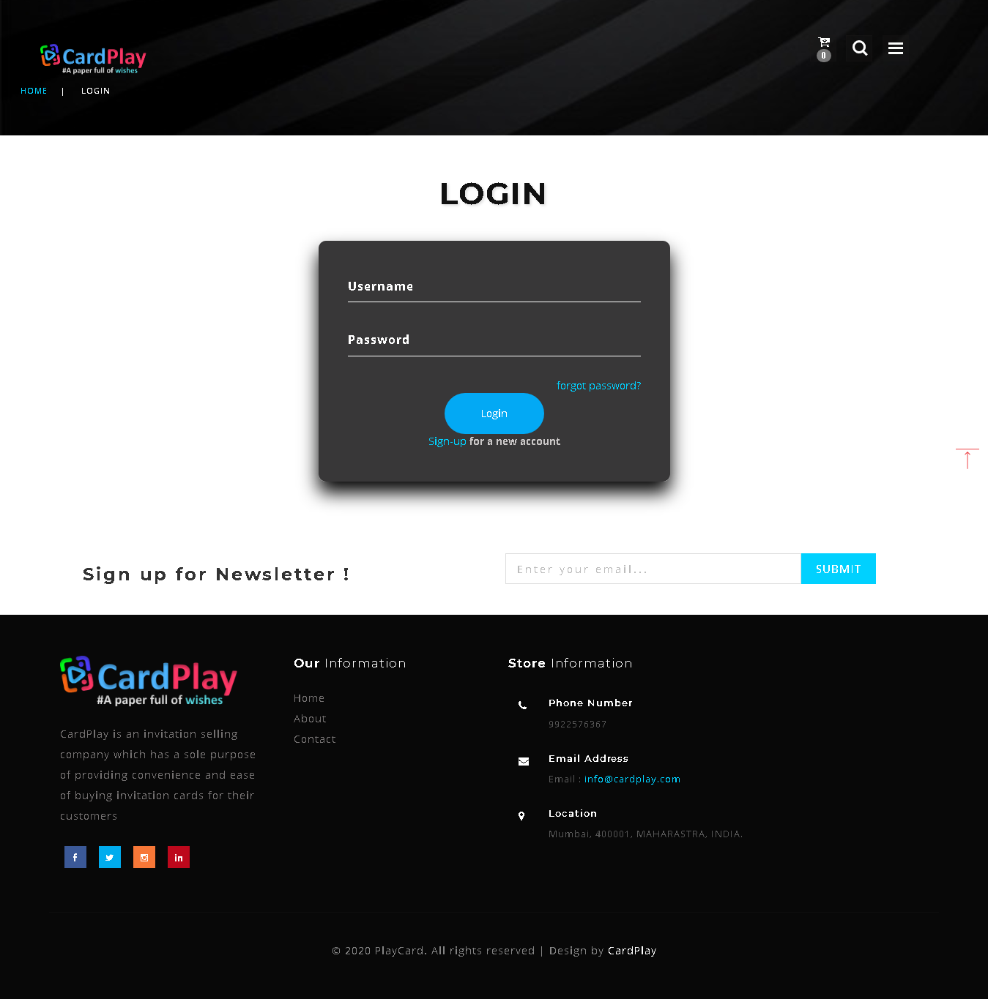 CardPlay
#A paper full of wishes
0
HOME | LOGIN
LOGIN
Username
Password
forgot password?
Login
Sign-up for a new account
Sign up for Newsletter !
Enter your email...
SUBMIT
CardPlay
#A paper full of wishes
CardPlay is an invitation selling
company which has a sole purpose
of providing convenience and ease
of buying invitation cards for their
customers
Our Information
Home
About
Contact
Store Information
Phone Number
9922576367
Email Address
Email : info@cardplay.com
Location
Mumbai, 400001, MAHARASTRA, INDIA.
© 2020 PlayCard. All rights reserved | Design by CardPlay